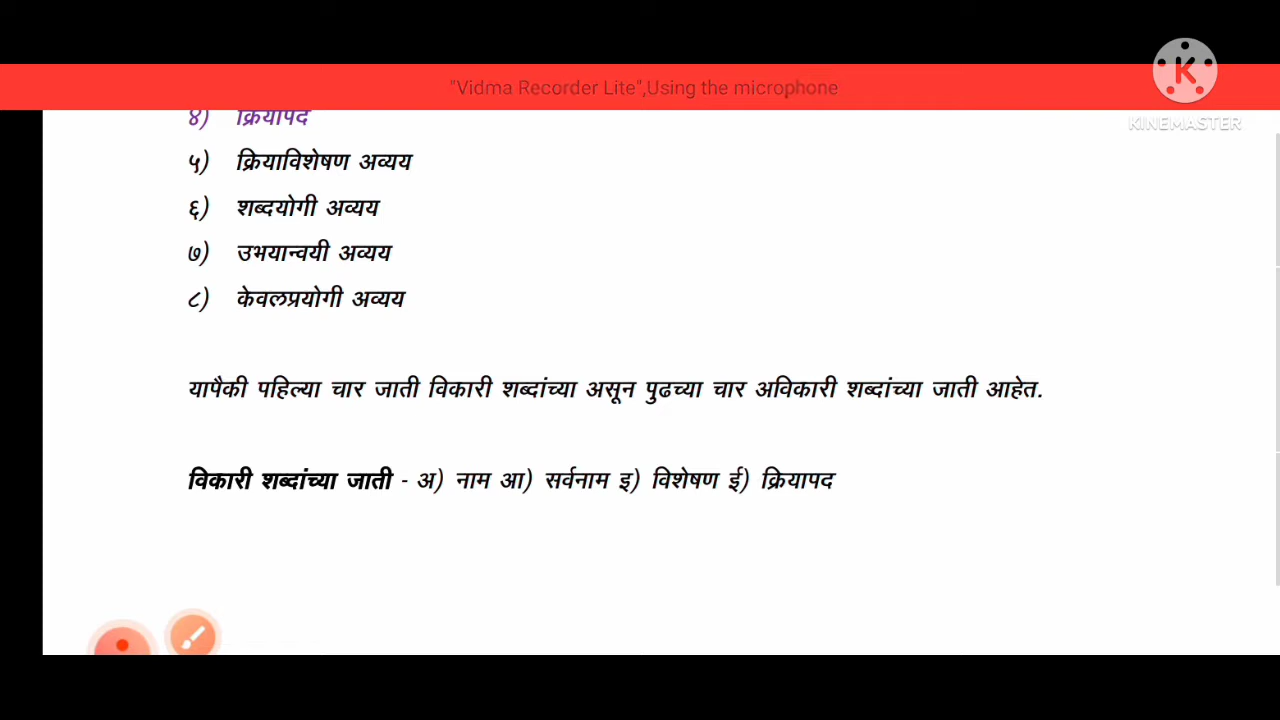 "Vidma Recorder Lite",Using the microphone
K
KINEMASTER
४) क्रियापद
५) क्रियाविशेषण अव्यय
६) शब्दयोगी अव्यय
७) उभयान्वयी अव्यय
८) केवलप्रयोगी अव्यय
यापैकी पहिल्या चार जाती विकारी शब्दांच्या असून पुढच्या चार अविकारी शब्दांच्या जाती आहेत.
विकारी शब्दांच्या जाती - अ) नाम आ) सर्वनाम इ) विशेषण ई) क्रियापद